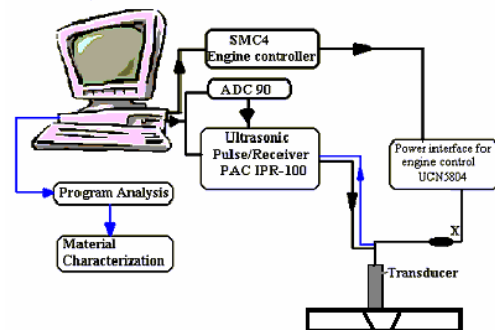 SMC4
Engine controller
ADC 90
Ultrasonic
Pulse/Receiver
PAC IPR-100
Power interface for
engine control
UCN5804
Program Analysis
X
Material
Characterization
Transducer